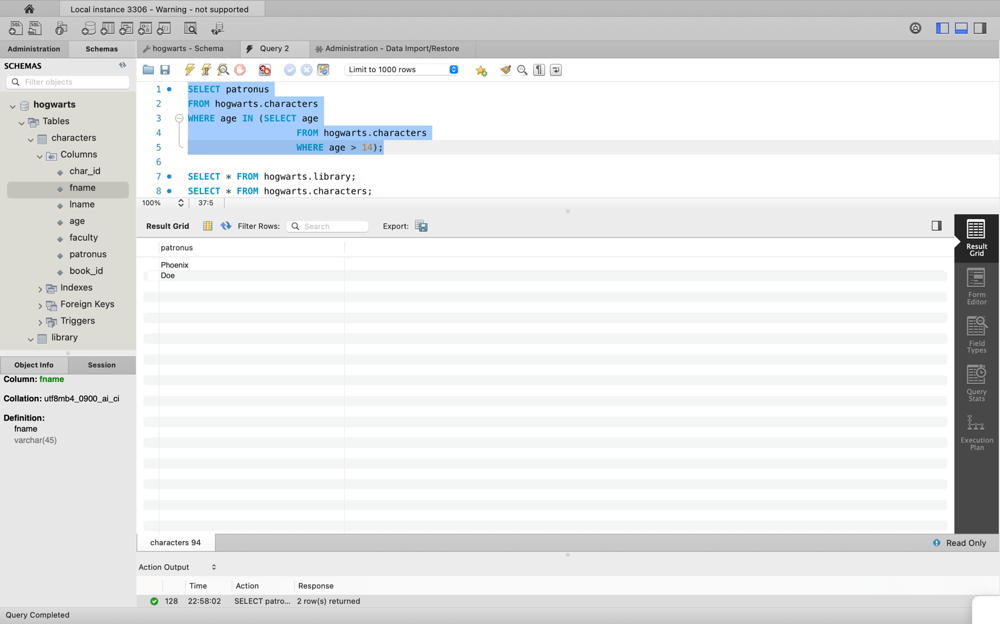 Local instance 3306 - Warning - not supported
SQL
SQL
Administration
Schemas
hogwarts - Schema
Query 2
Administration - Data Import/Restore
SCHEMAS
Filter objects
Limit to 1000 rows
hogwarts
Tables
characters
Columns
char_id
fname
lname
age
faculty
patronus
book_id
Indexes
Foreign Keys
Triggers
library
1 SELECT patronus
2 FROM hogwarts.characters
3 WHERE age IN (SELECT age
4 FROM hogwarts.characters
5 WHERE age > 14);
6
7 SELECT * FROM hogwarts.library;
8 SELECT * FROM hogwarts.characters;
100% 37:5
Result Grid Filter Rows: Search Export:
patronus
Phoenix
Doe
Result
Grid
Form
Editor
Field
Types
Query
Stats
Execution
Plan
Object Info
Session
Column: fname
Collation: utf8mb4_0900_ai_ci
Definition:
fname
varchar(45)
characters 94
Read Only
Action Output
Time Action Response
128 22:58:02 SELECT patro... 2 row(s) returned
Query Completed